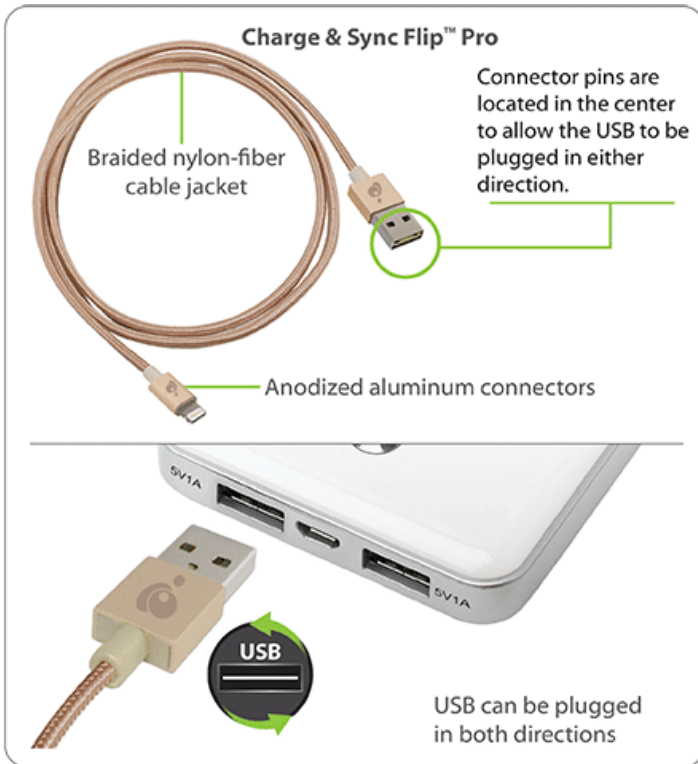 Charge & Sync Flip™ Pro
Connector pins are
located in the center
to allow the USB to be
plugged in either
direction.
Braided nylon-fiber
cable jacket
Anodized aluminum connectors
5V1A
5V1A
USB
USB can be plugged
in both directions